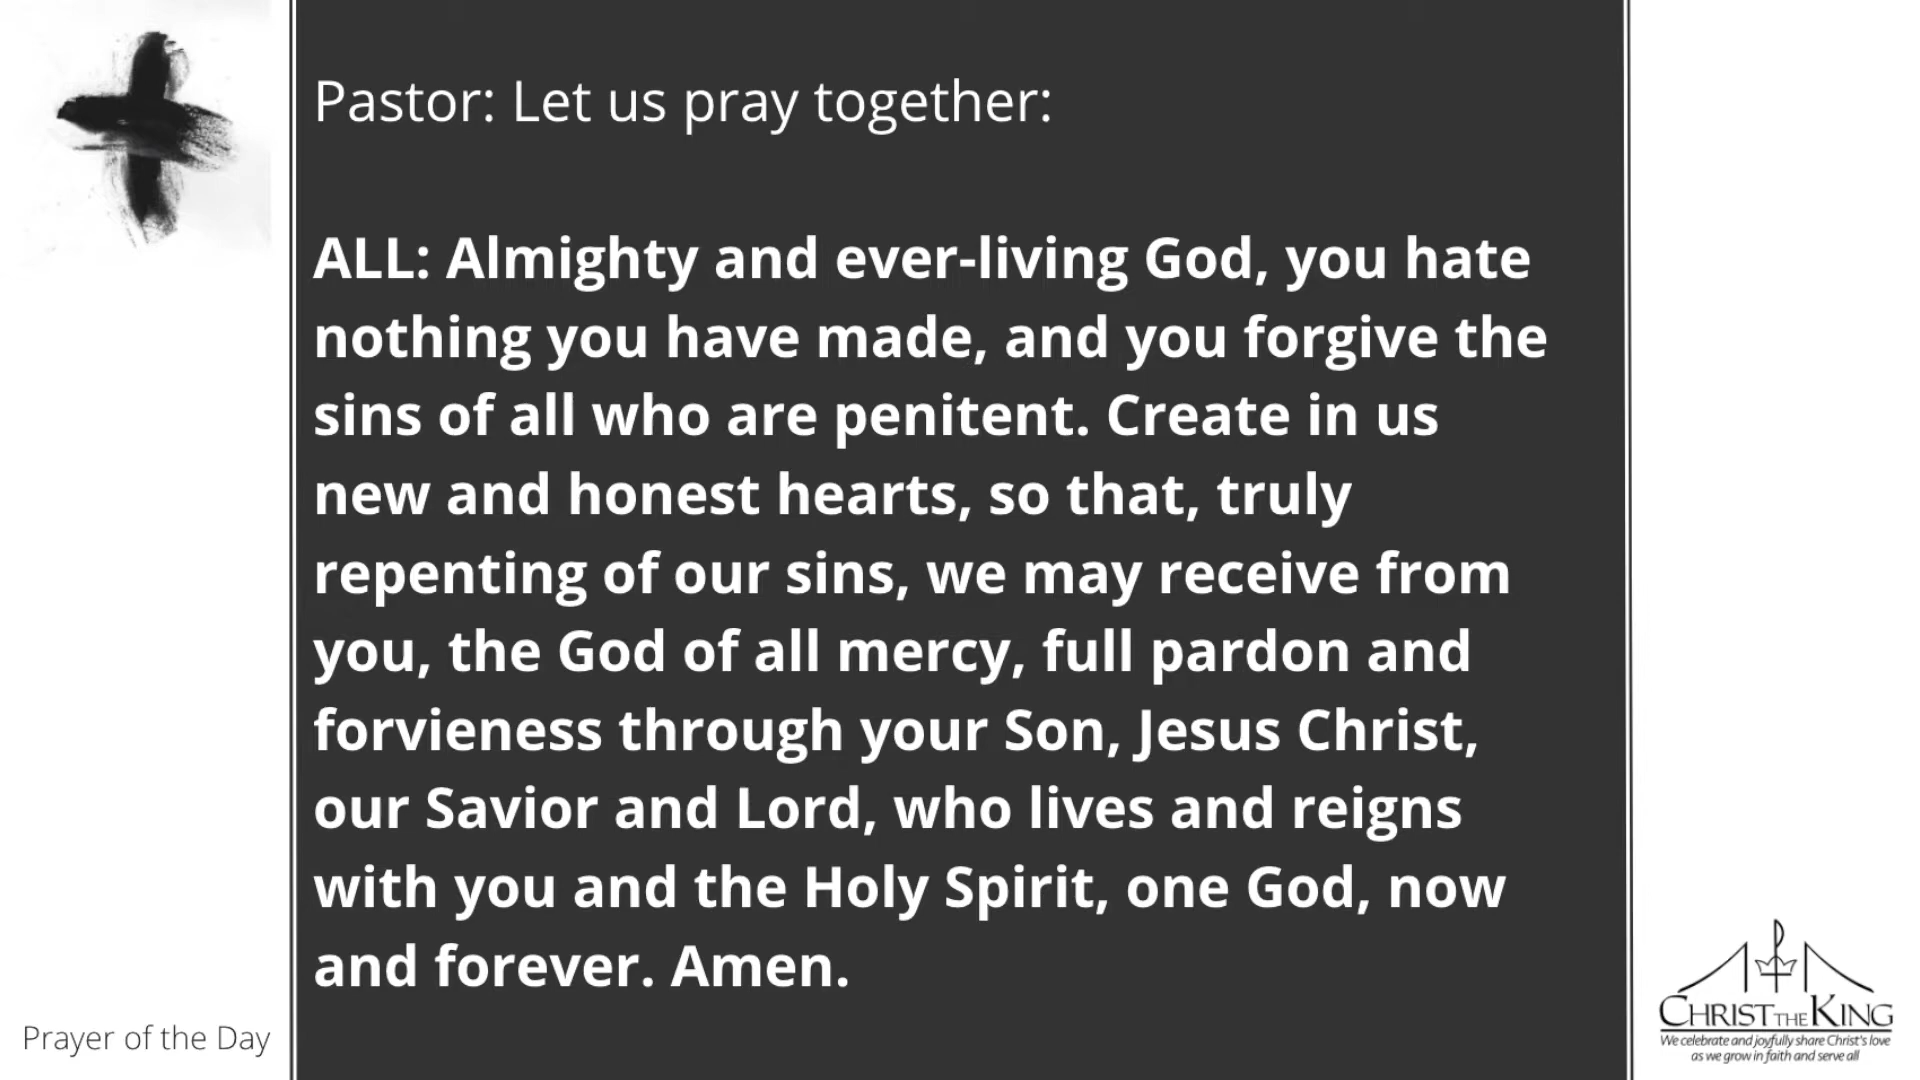 Pastor: Let us pray together:
ALL: Almighty and ever-living God, you hate
nothing you have made, and you forgive the
sins of all who are penitent. Create in us
new and honest hearts, so that, truly
repenting of our sins, we may receive from
you, the God of all mercy, full pardon and
forvieness through your Son, Jesus Christ,
our Savior and Lord, who lives and reigns
with you and the Holy Spirit, one God, now
and forever. Amen.
Prayer of the Day
CHRIST THE KING
We celebrate and joyfully share Christ's love
as we grow in faith and serve all